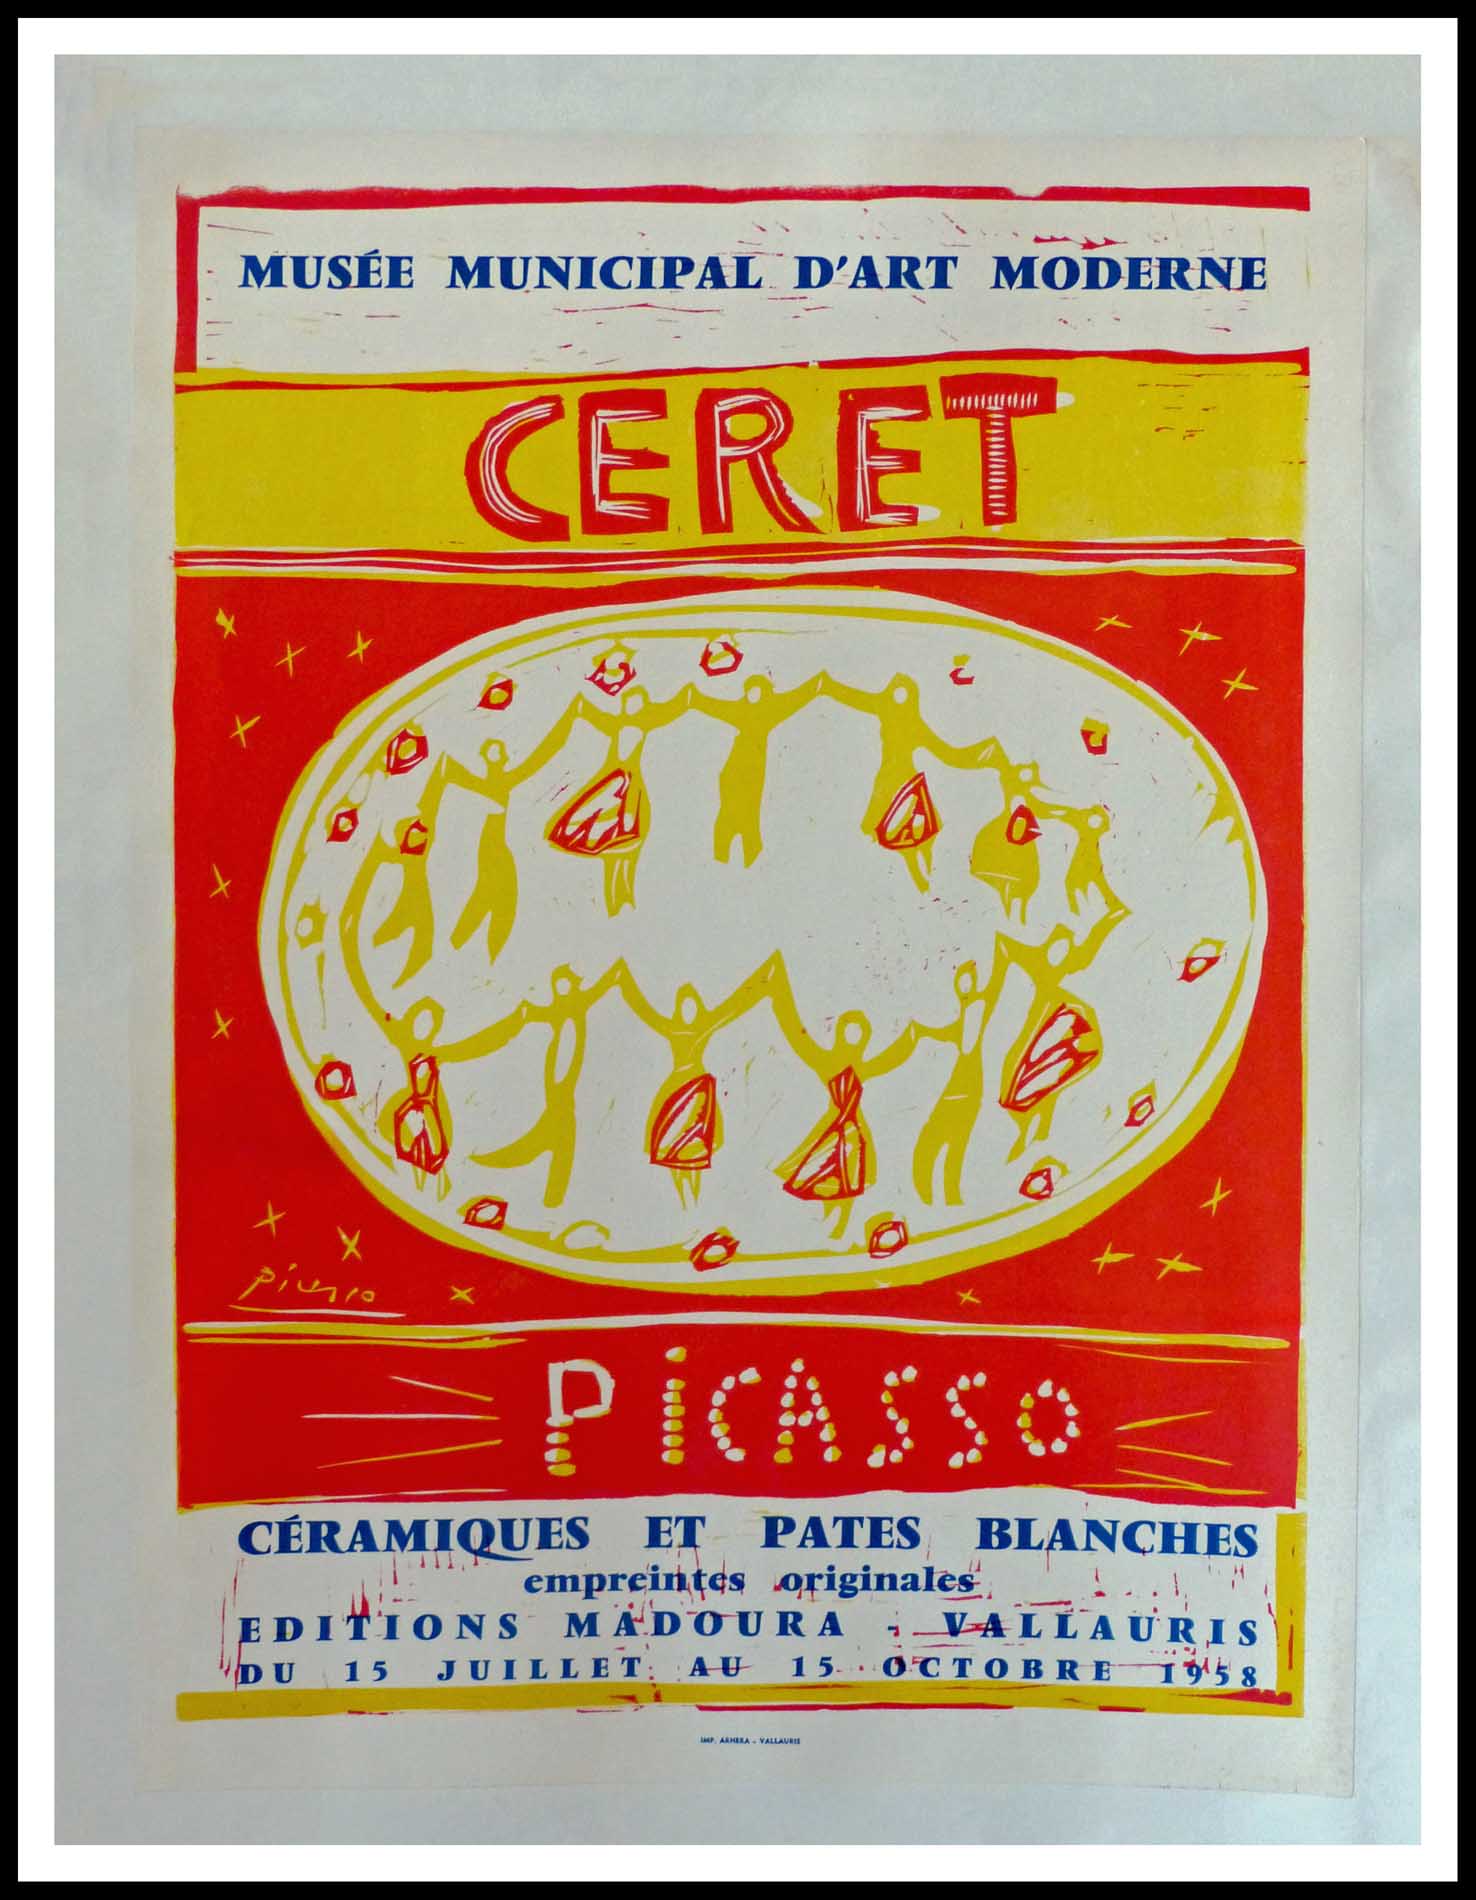 MUSÉE MUNICIPAL D'ART MODERNE
CERET
Picasso
PiCASSO
CÉRAMIQUES ET PATES BLANCHES
empreintes originales
EDITIONS MADOURA - VALLAURIS
DU 15 JUILLET AU 15 OCTOBRE 1958
IMP. ARNERA - VALLAURIS